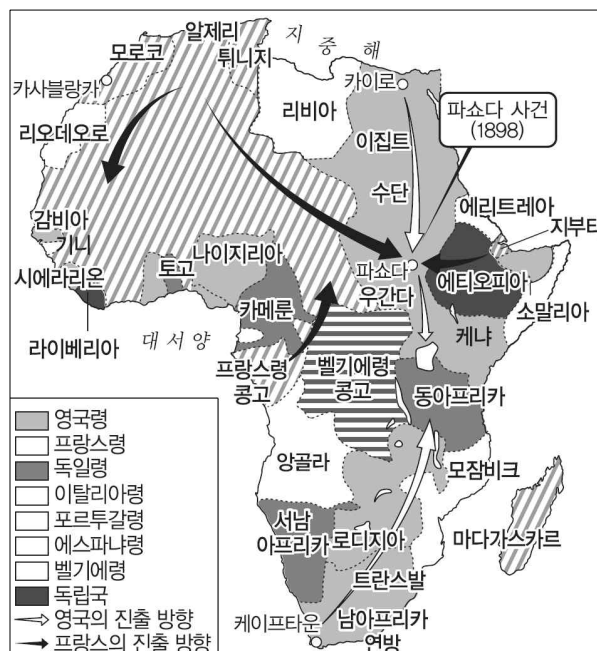 지 중 해
알제리
모로코
튀니지
카사블랑카
카이로
파쇼다 사건
(1898)
리비아
리오데오로
이집트
수단
에리트레아
감비아
지부티
기니
나이지리아
시에라리온
토고
파쇼다
에티오피아
우간다
카메룬
소말리아
라이베리아
대 서 양
케냐
프랑스령
콩고
벨기에령
콩고
동아프리카
영국령
프랑스령
독일령
이탈리아령
포르투갈령
에스파냐령
벨기에령
독립국
영국의 진출 방향
프랑스의 진출 방향
앙골라
모잠비크
서남
아프리카
로디지아
마다가스카르
트란스발
케이프타운
남아프리카
연방